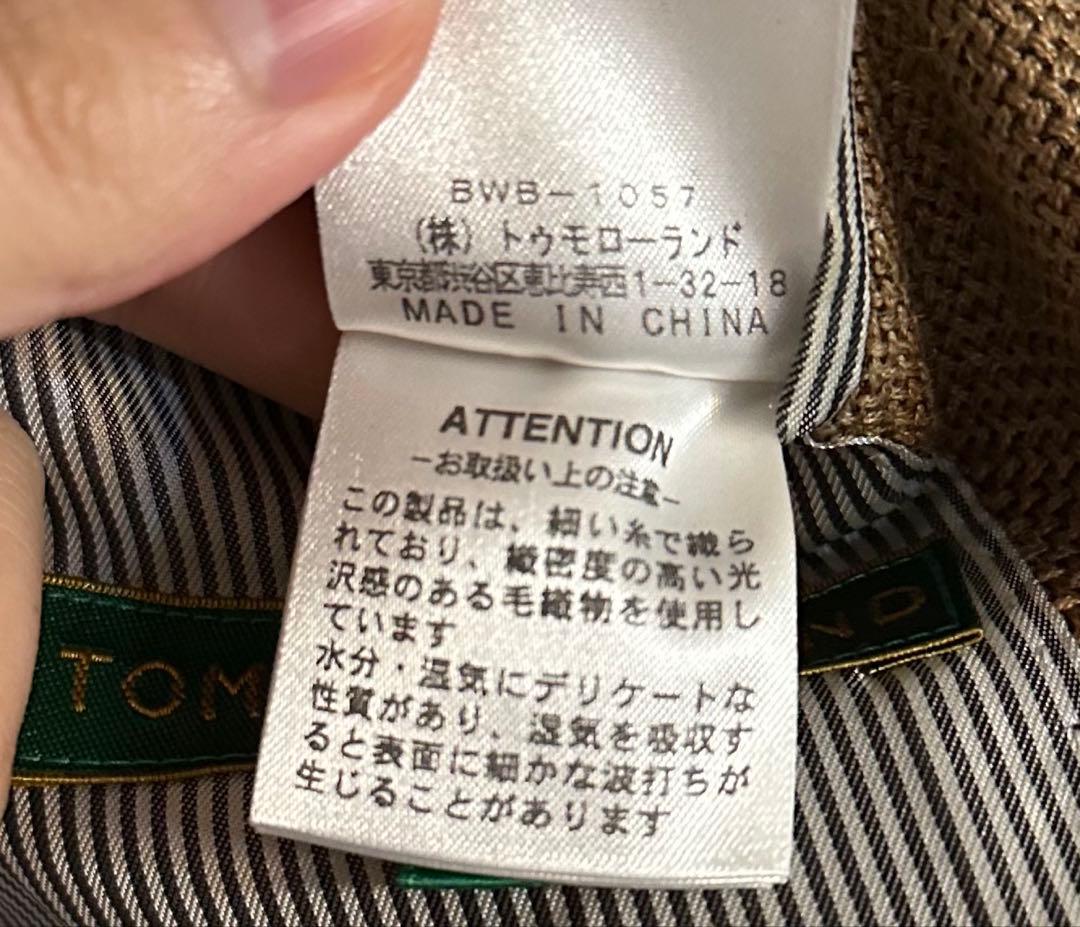 BWB-1057
(株)トゥモローランド
東京都渋谷区恵比寿西1-32-18
MADE IN CHINA
ATTENTION
-お取扱い上の注意-
この製品は、細い糸で織ら
れており、織密度の高い光
沢感のある毛織物を使用し
ています
水分・湿気にデリケートな
性質があり、湿気を吸収す
ると表面に細かな波打ちが
生じることがあります
TOM
ND